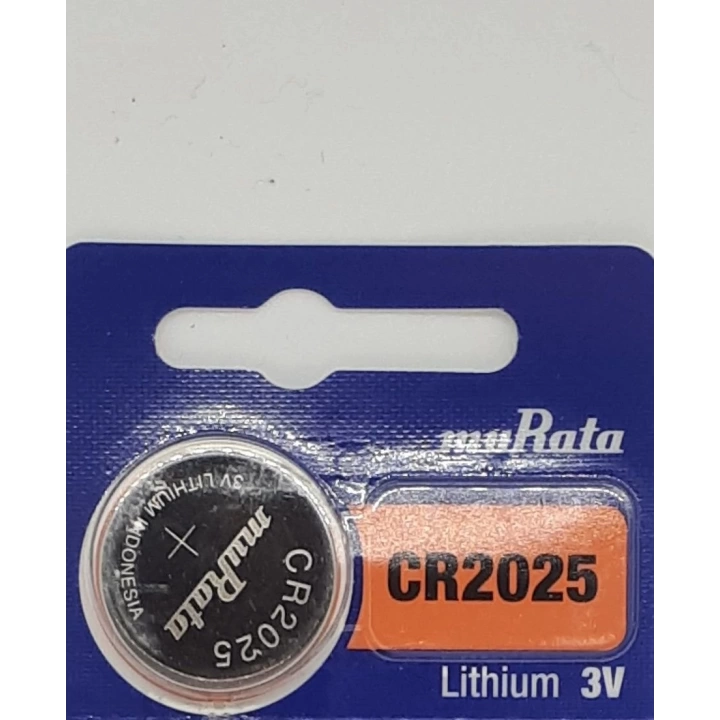 muRata
CR2025
Lithium 3V
3V LITHIUM INDONESIA
+
muRata
CR2025